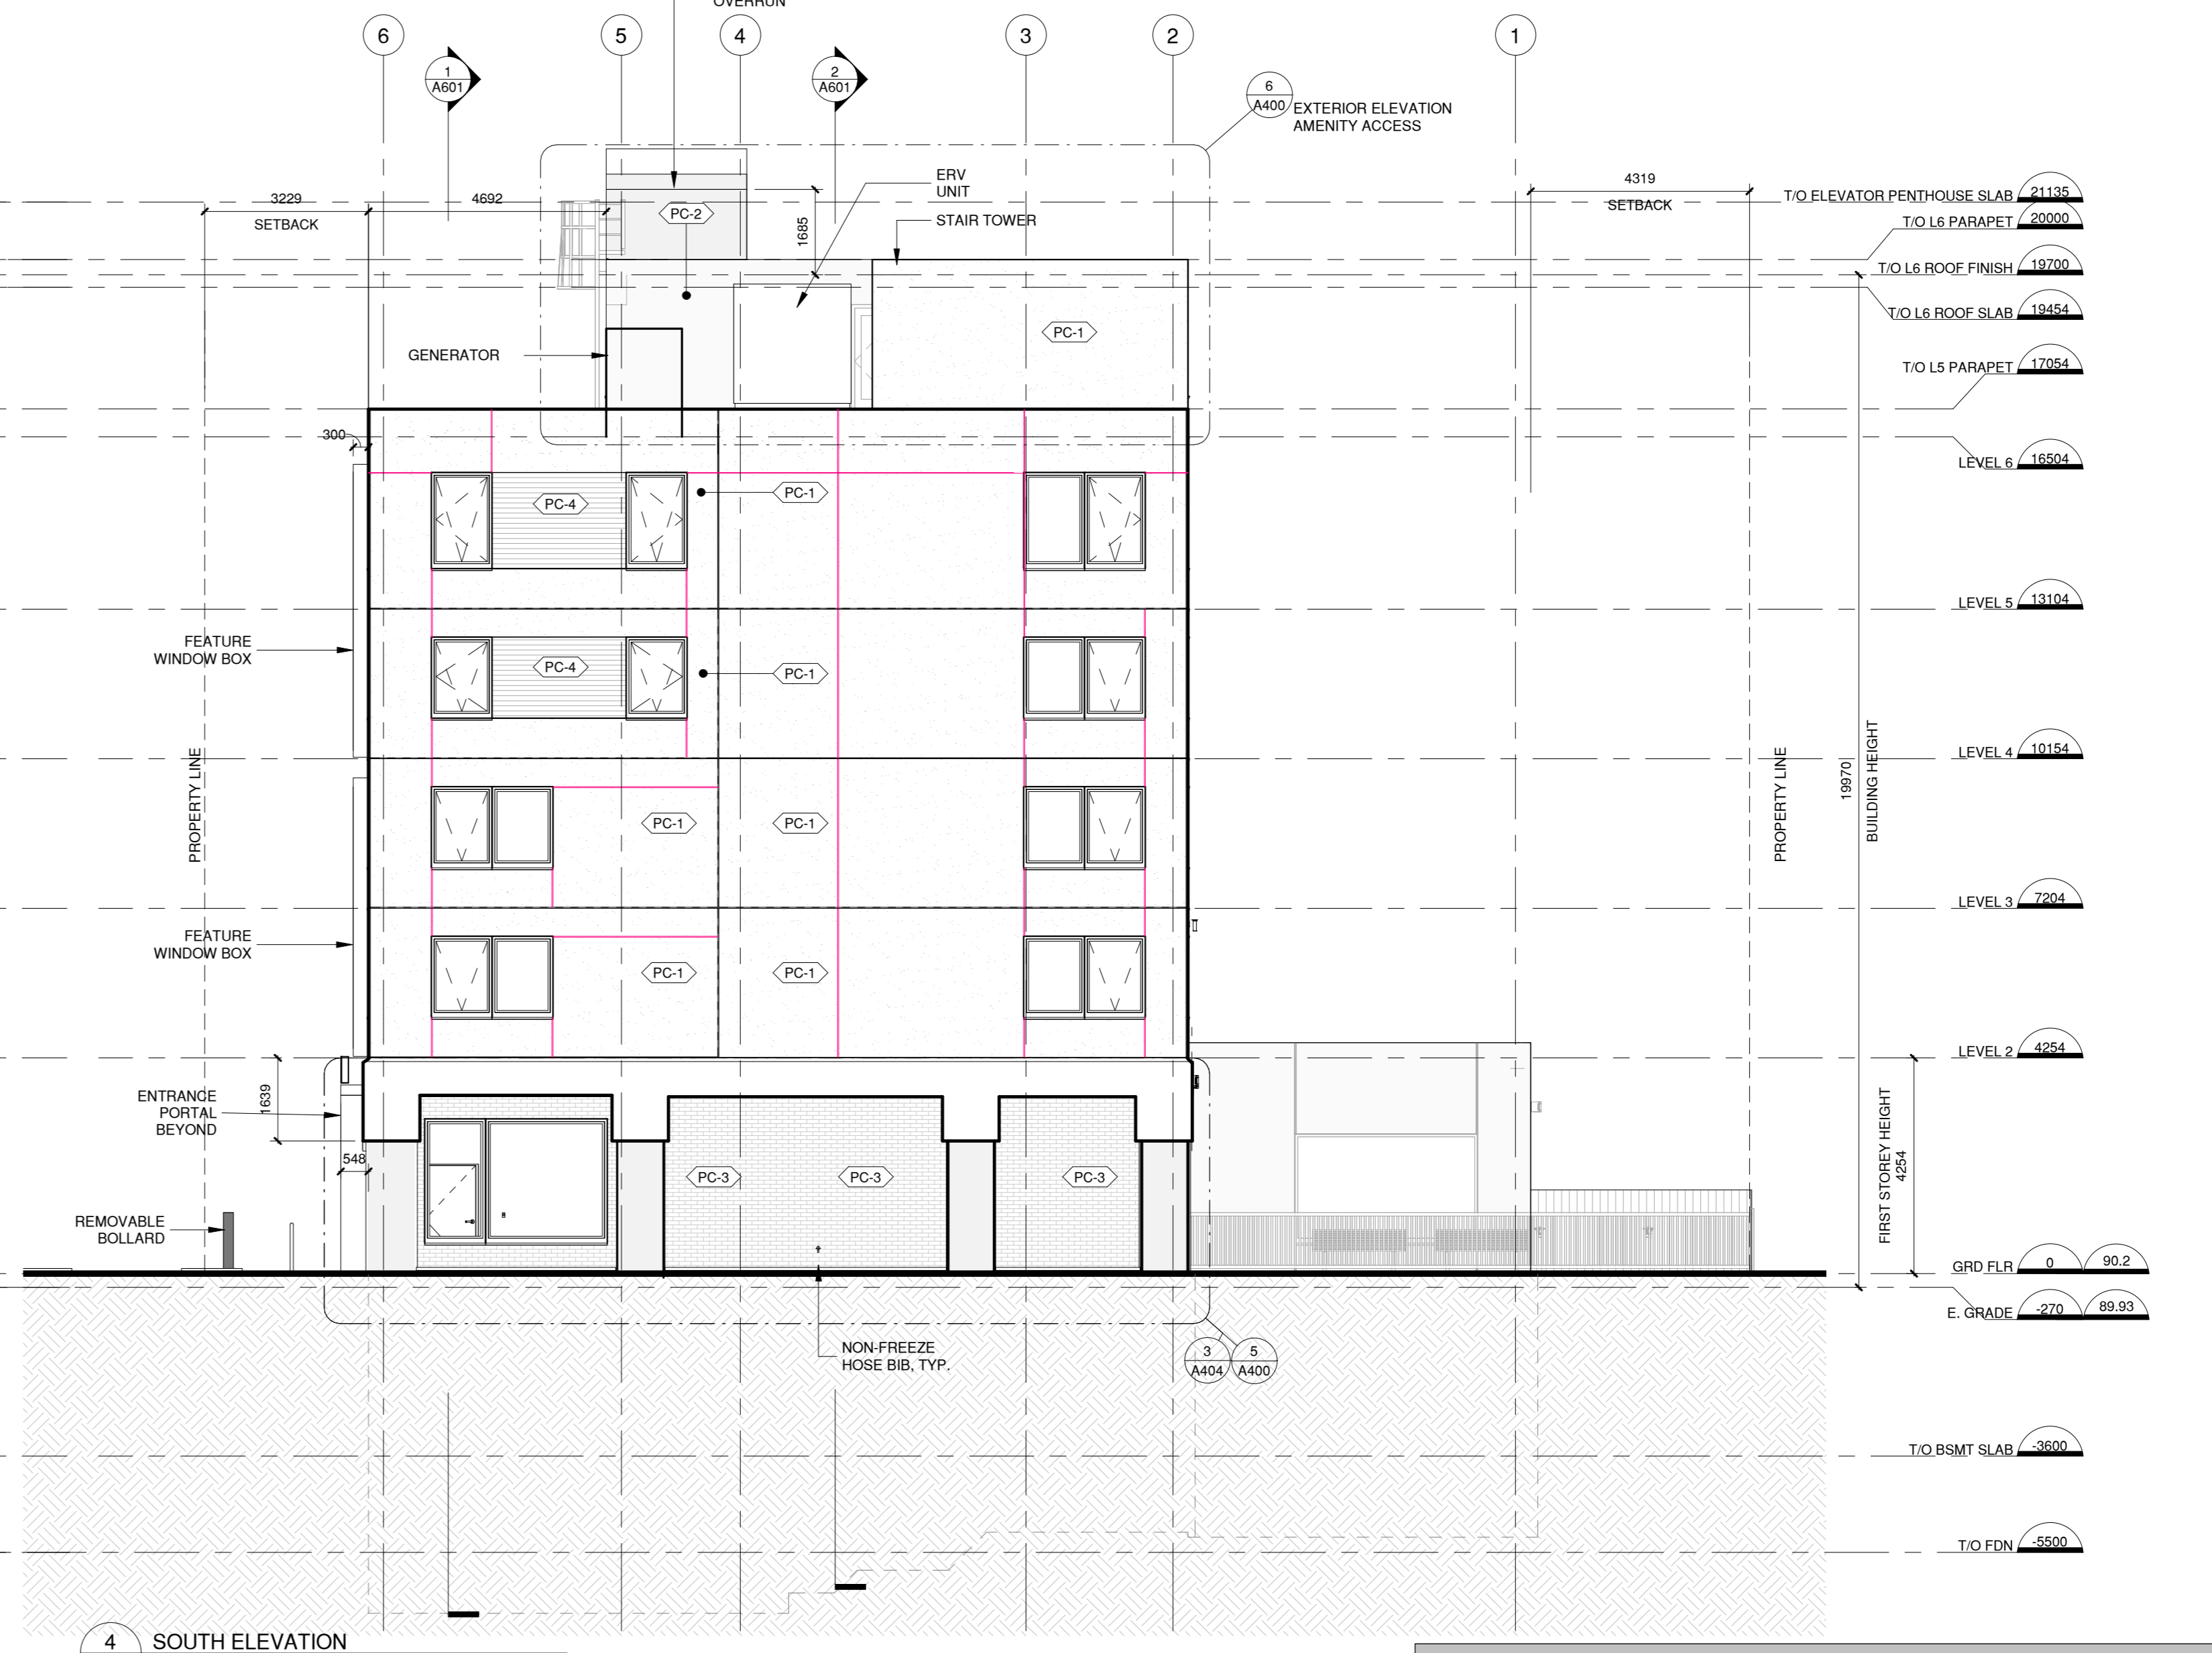 OVERRUN
6
5
4
3
2
1
1
A601
2
A601
6
A400
EXTERIOR ELEVATION
AMENITY ACCESS
ERV
UNIT
STAIR TOWER
3229
SETBACK
4692
PC-2
1685
4319
SETBACK
T/O ELEVATOR PENTHOUSE SLAB 21135
T/O L6 PARAPET 20000
T/O L6 ROOF FINISH 19700
T/O L6 ROOF SLAB 19454
GENERATOR
PC-1
T/O L5 PARAPET 17054
300
LEVEL 6 16504
PC-4
PC-1
LEVEL 5 13104
FEATURE
WINDOW BOX
PC-4
PC-1
LEVEL 4 10154
PROPERTY LINE
PROPERTY LINE
19970
BUILDING HEIGHT
PC-1
PC-1
LEVEL 3 7204
FEATURE
WINDOW BOX
PC-1
PC-1
LEVEL 2 4254
ENTRANCE
PORTAL
BEYOND
1639
548
PC-3
PC-3
PC-3
FIRST STOREY HEIGHT
4254
REMOVABLE
BOLLARD
GRD FLR 0 90.2
E. GRADE -270 89.93
NON-FREEZE
HOSE BIB, TYP.
3
A404
5
A400
T/O BSMT SLAB -3600
T/O FDN -5500
4
SOUTH ELEVATION